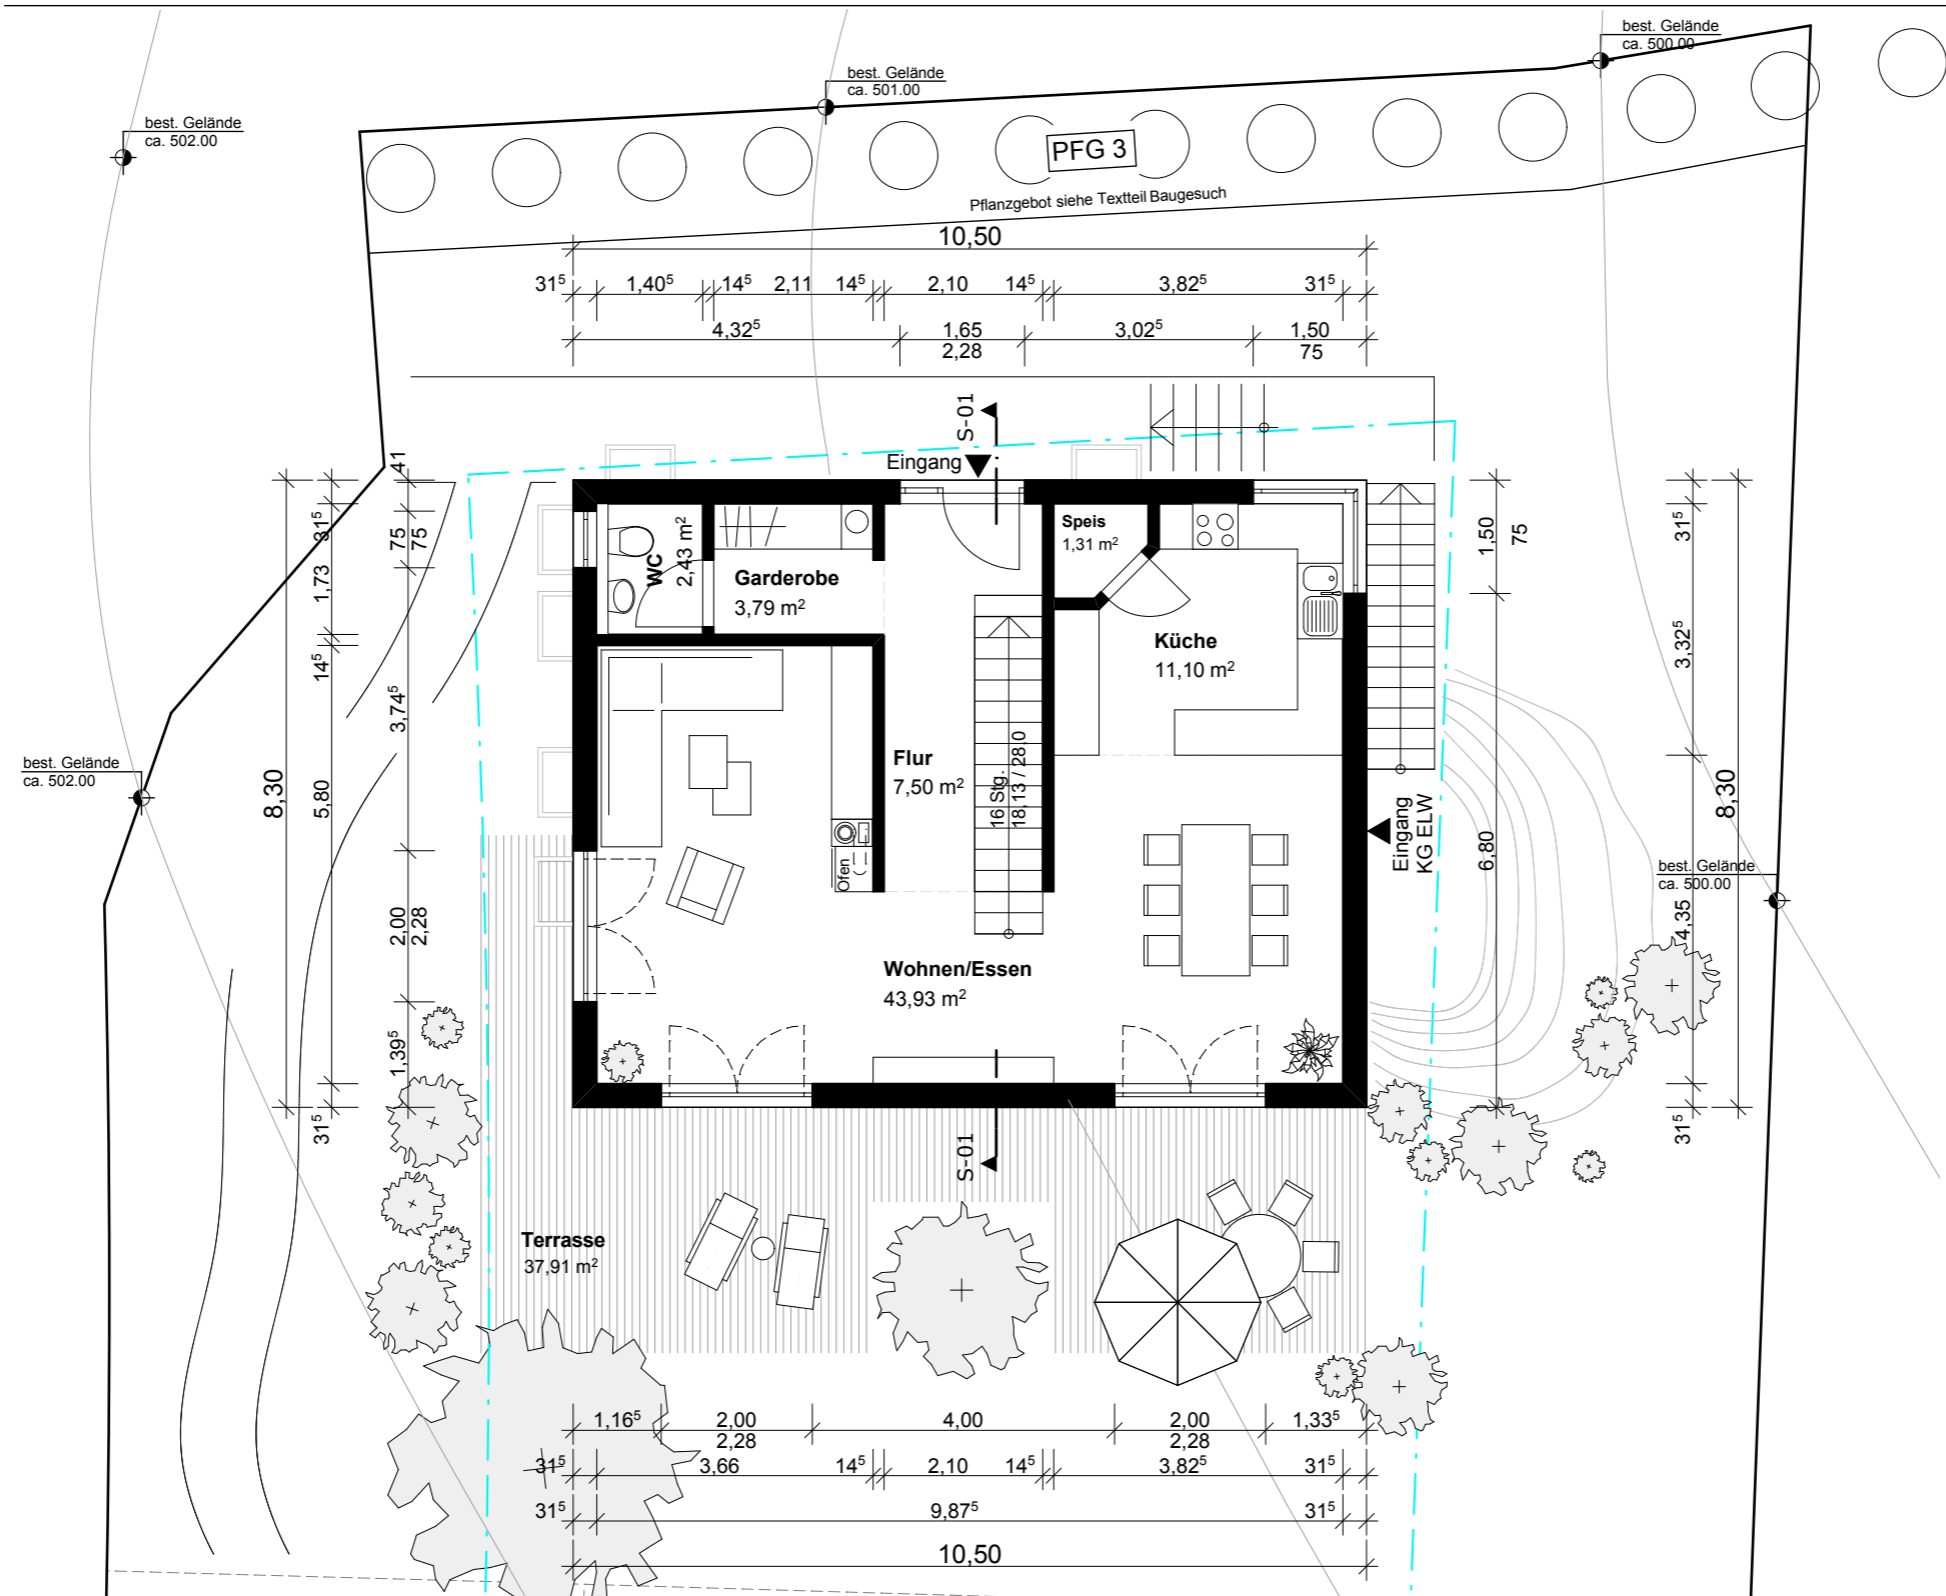 best. Gelände
ca. 500.00
best. Gelände
ca. 501.00
best. Gelände
ca. 502.00
PFG 3
Pflanzgebot siehe Textteil Baugesuch
10,50
31⁵ 1,40⁵ 14⁵ 2,11 14⁵ 2,10 14⁵ 3,82⁵ 31⁵
4,32⁵ 1,65 3,02⁵ 1,50
2,28 75
S-01
Eingang
41
31⁵
75
75
1,73
14⁵
3,74⁵
8,30
5,80
2,00
2,28
1,39⁵
31⁵
best. Gelände
ca. 502.00
WC
2,43 m²
Garderobe
3,79 m²
Speis
1,31 m²
Küche
11,10 m²
Flur
7,50 m²
16 Stg.
18,13 / 28,0
Ofen
Wohnen/Essen
43,93 m²
Eingang
KG ELW
1,50
75
6,80
31⁵
3,32⁵
4,35
31⁵
8,30
best. Gelände
ca. 500.00
S-01
Terrasse
37,91 m²
1,16⁵ 2,00 4,00 2,00 1,33⁵
2,28 2,28
31⁵ 3,66 14⁵ 2,10 14⁵ 3,82⁵ 31⁵
31⁵ 9,87⁵ 31⁵
10,50